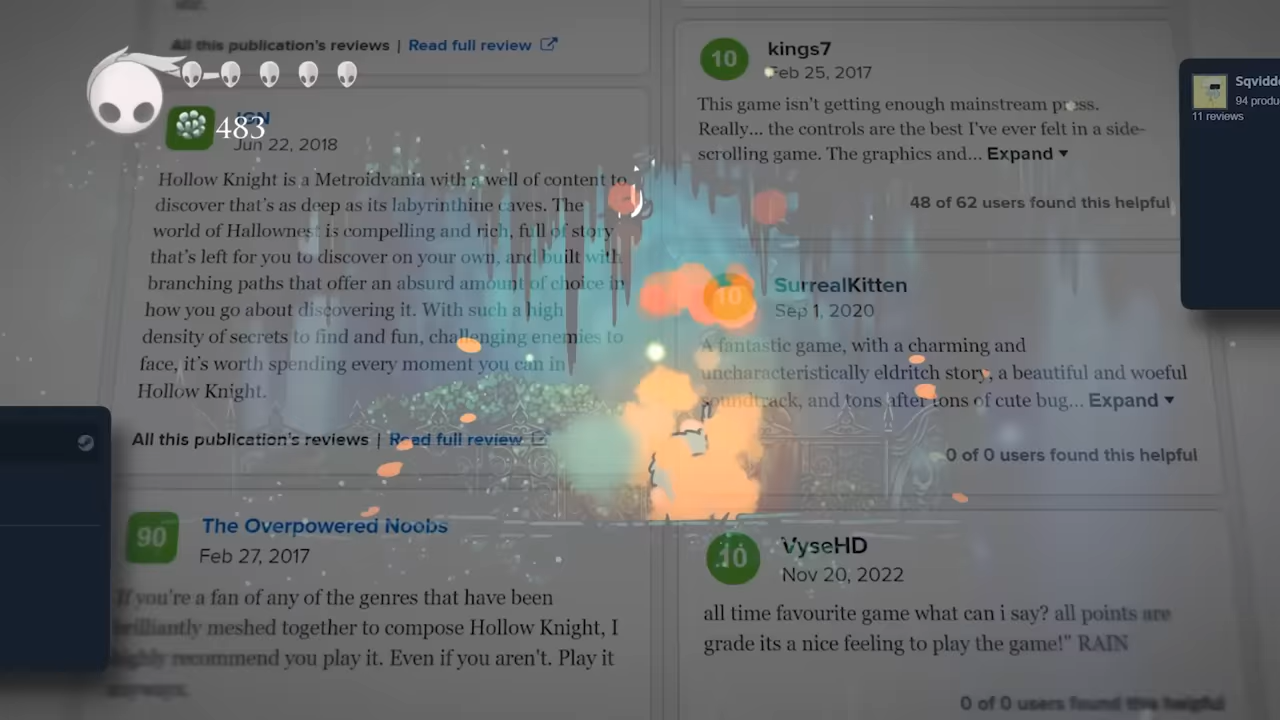 All this publication's reviews | Read full review
IGN
483
Jun 22, 2018
Hollow Knight is a Metroidvania with a well of content to
discover that's as deep as its labyrinthine caves. The
world of Hallownest is compelling and rich, full of story
that's left for you to discover on your own, and built with
branching paths that offer an absurd amount of choice in
how you go about discovering it. With such a high
density of secrets to find and fun, challenging enemies to
face, it's worth spending every moment you can in
Hollow Knight.
All this publication's reviews | Read full review
90
The Overpowered Noobs
Feb 27, 2017
If you're a fan of any of the genres that have been
brilliantly meshed together to compose Hollow Knight, I
highly recommend you play it. Even if you aren't. Play it
anyways.
10
kings7
Feb 25, 2017
This game isn't getting enough mainstream press.
Really... the controls are the best I've ever felt in a side-
scrolling game. The graphics and... Expand
48 of 62 users found this helpful
10
SurrealKitten
Sep 1, 2020
A fantastic game, with a charming and
uncharacteristically eldritch story, a beautiful and woeful
soundtrack, and tons after tons of cute bug... Expand
0 of 0 users found this helpful
10
VyseHD
Nov 20, 2022
all time favourite game what can i say? all points are
grade its a nice feeling to play the game!" RAIN
0 of 0 users found this helpful
94
11 reviews